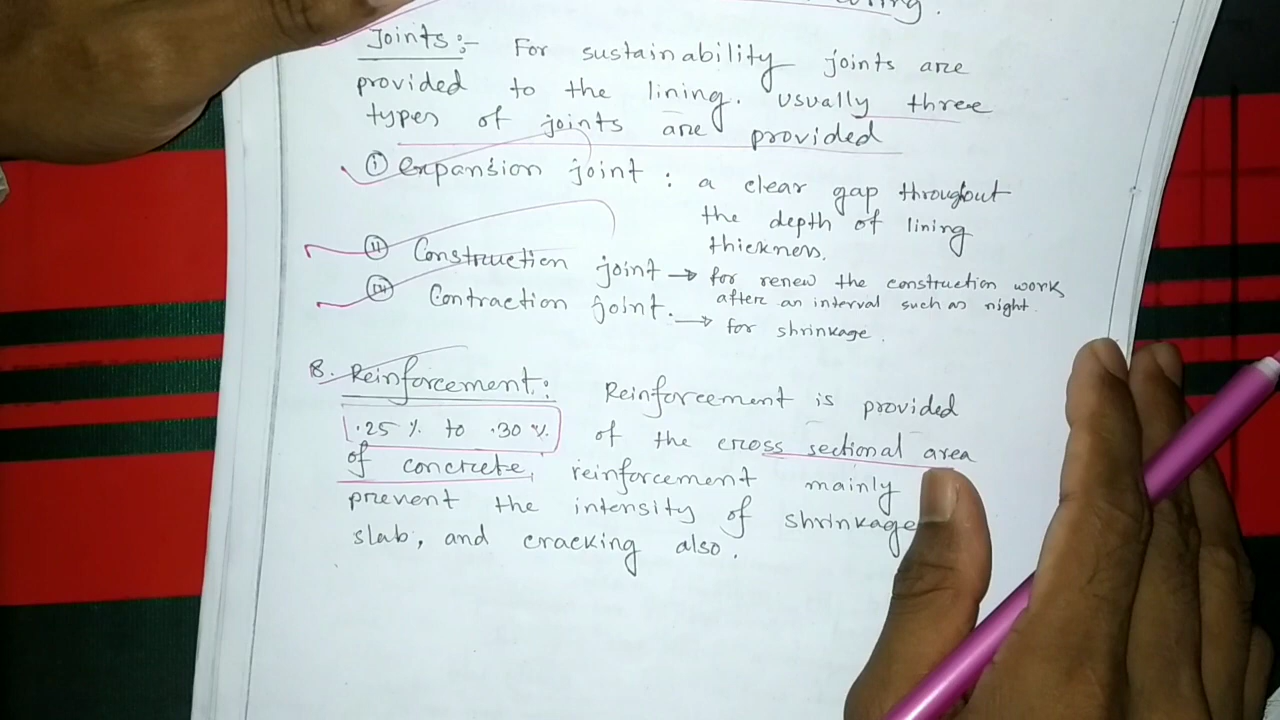 Joints :- For sustainability joints are
provided to the lining. Usually three
types of joints are provided
(i) expansion joint : a clear gap throughout
the depth of lining
thickness.
(ii) Construction joint → for renew the construction work
after an interval such as night.
(iii) Contraction joint. → for shrinkage.
8. Reinforcement: Reinforcement is provided
.25 % to .30 % of the cross sectional area
of concrete, reinforcement mainly
prevent the intensity of shrinkage
slab, and cracking also.